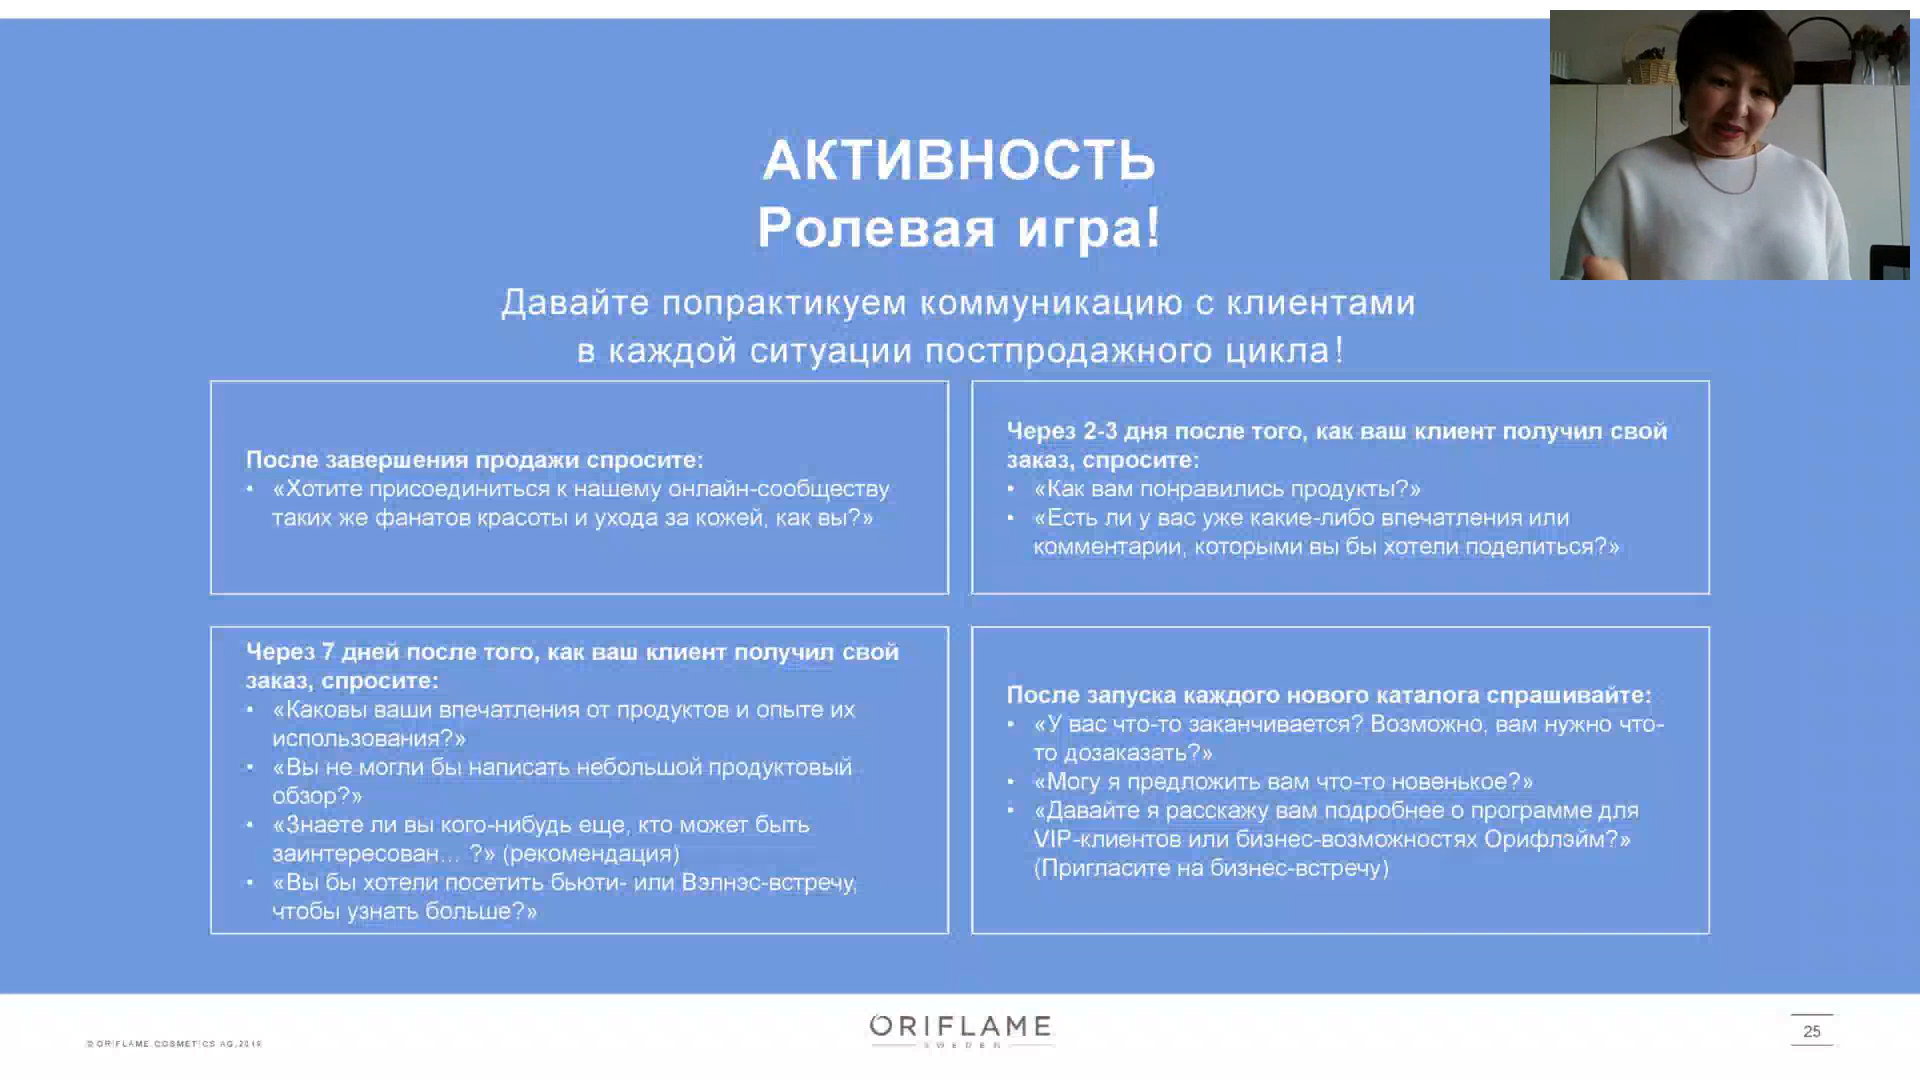 АКТИВНОСТЬ
Ролевая игра!
Давайте попрактикуем коммуникацию с клиентами
в каждой ситуации постпродажного цикла!
После завершения продажи спросите:
• «Хотите присоединиться к нашему онлайн-сообществу
таких же фанатов красоты и ухода за кожей, как вы?»
Через 2-3 дня после того, как ваш клиент получил свой
заказ, спросите:
• «Как вам понравились продукты?»
• «Есть ли у вас уже какие-либо впечатления или
комментарии, которыми вы бы хотели поделиться?»
Через 7 дней после того, как ваш клиент получил свой
заказ, спросите:
• «Каковы ваши впечатления от продуктов и опыте их
использования?»
• «Вы не могли бы написать небольшой продуктовый
обзор?»
• «Знаете ли вы кого-нибудь еще, кто может быть
заинтересован... ?» (рекомендация)
• «Вы бы хотели посетить бьюти- или Вэлнэс-встречу,
чтобы узнать больше?»
После запуска каждого нового каталога спрашивайте:
• «У вас что-то заканчивается? Возможно, вам нужно что-
то дозаказать?»
• «Могу я предложить вам что-то новенькое?»
• «Давайте я расскажу вам подробнее о программе для
VIP-клиентов или бизнес-возможностях Орифлэйм?»
(Пригласите на бизнес-встречу)
© ORIFLAME COSMETICS AG,
ORIFLAME
SWEDEN
25